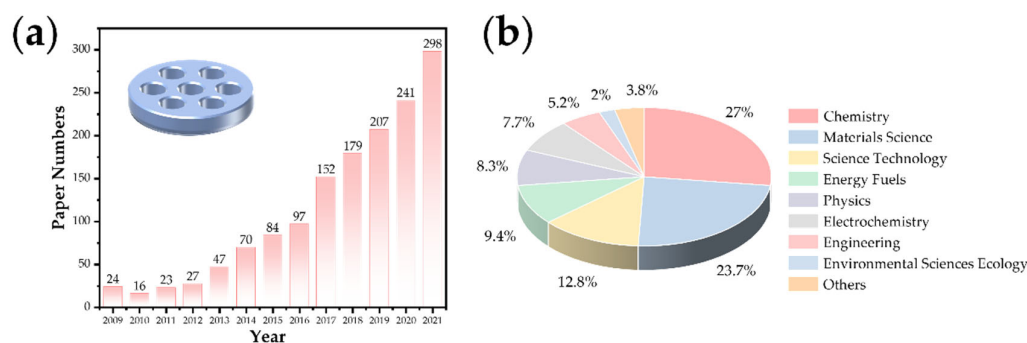 (a)
Paper Numbers
300
250
200
150
100
50
0
24
16
23
27
47
70
84
97
152
179
207
241
298
2009 2010 2011 2012 2013 2014 2015 2016 2017 2018 2019 2020 2021
Year
(b)
27%
23.7%
12.8%
9.4%
8.3%
7.7%
5.2%
2%
3.8%
Chemistry
Materials Science
Science Technology
Energy Fuels
Physics
Electrochemistry
Engineering
Environmental Sciences Ecology
Others